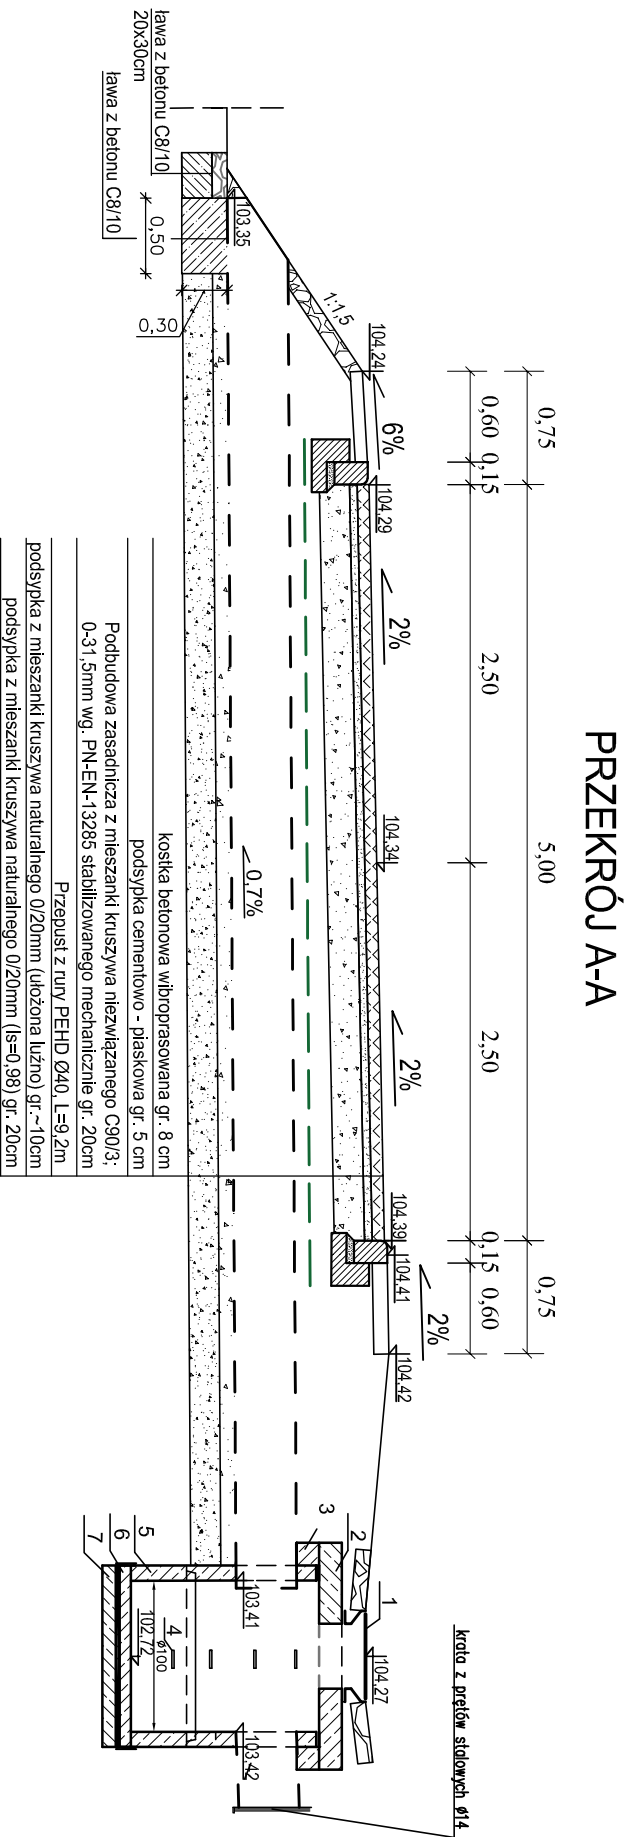 PRZEKRÓJ A-A
0,75
5,00
0,75
0,60
0,15
2,50
2,50
0,15
0,60
104,24
6%
104,29
2%
104,34
2%
104,39
104,41
2%
104,42
1:1,5
103,35
ława z betonu C8/10
20x30cm
ława z betonu C8/10
0,50
0,30
0,7%
kostka betonowa wibroprasowana gr. 8 cm
podsypka cementowo - piaskowa gr. 5 cm
Podbudowa zasadnicza z mieszanki kruszywa niezwiązanego C90/3;
0-31,5mm wg. PN-EN-13285 stabilizowanego mechanicznie gr. 20cm
Przepust z rury PEHD Ø40, L=9,2m
podsypka z mieszanki kruszywa naturalnego 0/20mm (ułożona luźno) gr.~10cm
podsypka z mieszanki kruszywa naturalnego 0/20mm (Is=0,98) gr. 20cm
krata z prętów stalowych Ø14
1
104,27
2
3
103,41
103,42
4
Ø100
102,72
5
6
7